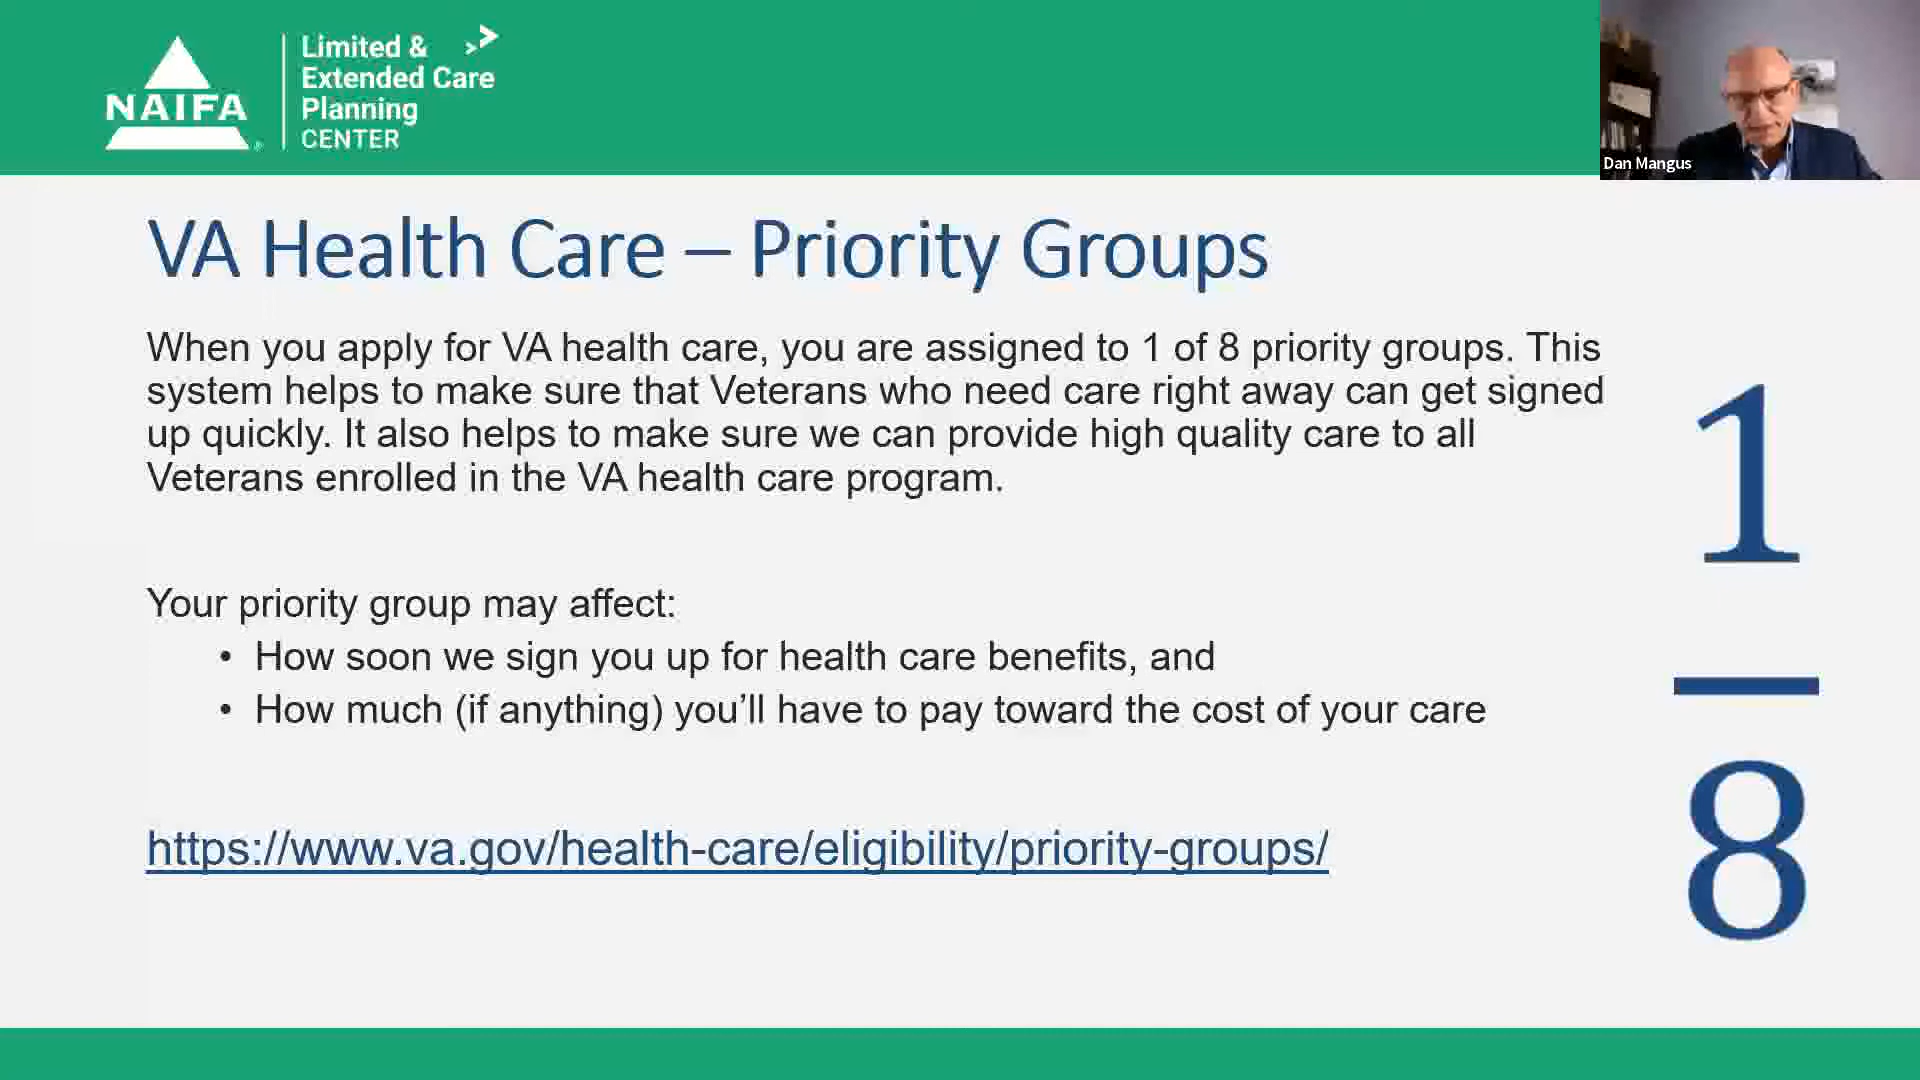 NAIFA
Limited &
Extended Care
Planning
CENTER
Dan Mangus
VA Health Care – Priority Groups
When you apply for VA health care, you are assigned to 1 of 8 priority groups. This
system helps to make sure that Veterans who need care right away can get signed
up quickly. It also helps to make sure we can provide high quality care to all
Veterans enrolled in the VA health care program.
Your priority group may affect:
• How soon we sign you up for health care benefits, and
• How much (if anything) you’ll have to pay toward the cost of your care
https://www.va.gov/health-care/eligibility/priority-groups/
1
8